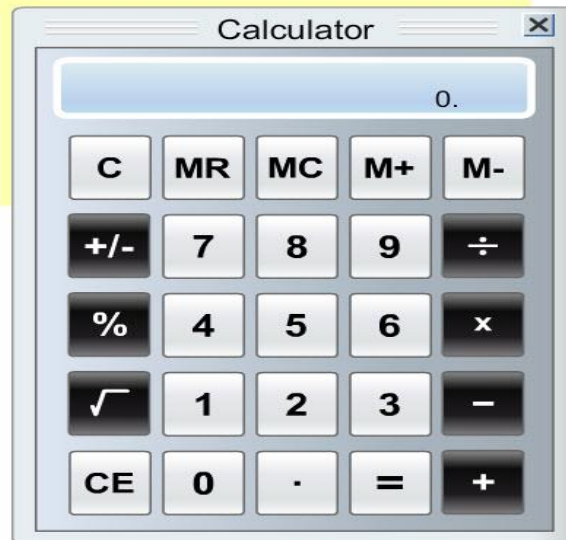 Calculator
0.
C MR MC M+ M-
+/- 7 8 9 ÷
% 4 5 6 x
√ 1 2 3 −
CE 0 . = +